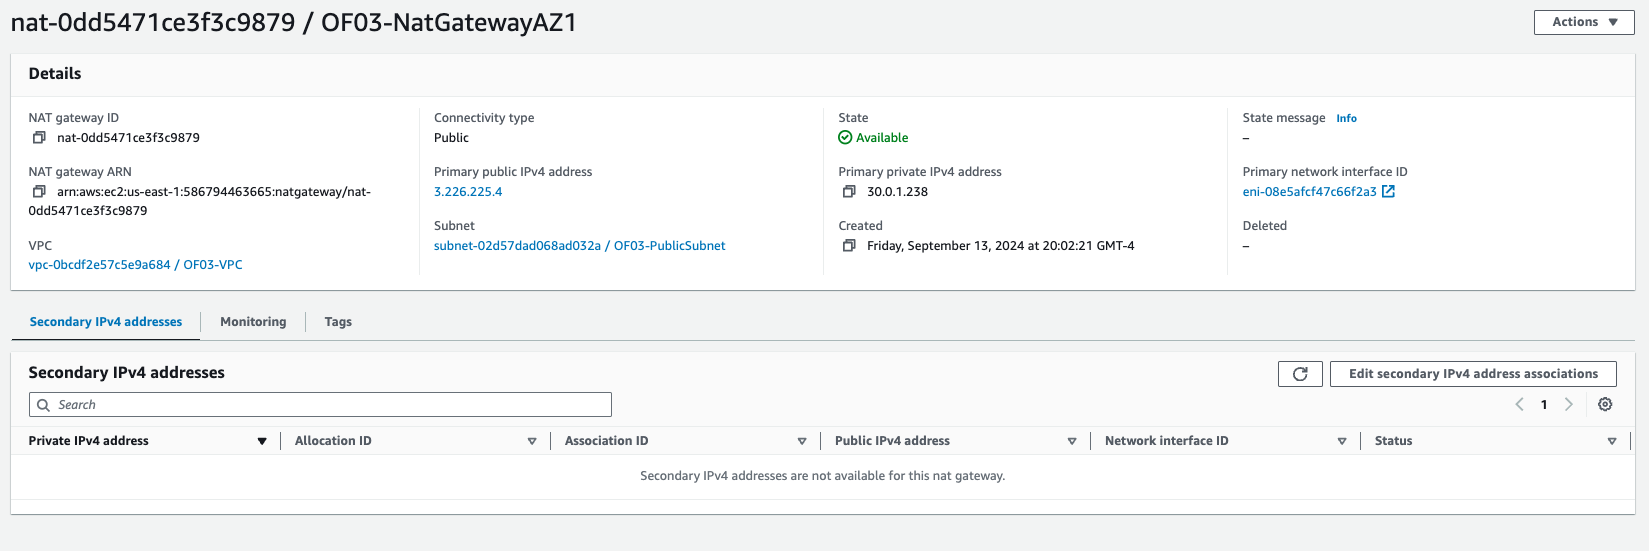 nat-0dd5471ce3f3c9879 / OF03-NatGatewayAZ1
Actions
Details
NAT gateway ID
nat-0dd5471ce3f3c9879
Connectivity type
Public
State
Available
State message Info
–
NAT gateway ARN
arn:aws:ec2:us-east-1:586794463665:natgateway/nat-
0dd5471ce3f3c9879
Primary public IPv4 address
3.226.225.4
Primary private IPv4 address
30.0.1.238
Primary network interface ID
eni-08e5afcf47c66f2a3
VPC
vpc-0bcdf2e57c5e9a684 / OF03-VPC
Subnet
subnet-02d57dad068ad032a / OF03-PublicSubnet
Created
Friday, September 13, 2024 at 20:02:21 GMT-4
Deleted
–
Secondary IPv4 addresses
Monitoring
Tags
Secondary IPv4 addresses
Edit secondary IPv4 address associations
Search
1
Private IPv4 address
Allocation ID
Association ID
Public IPv4 address
Network interface ID
Status
Secondary IPv4 addresses are not available for this nat gateway.